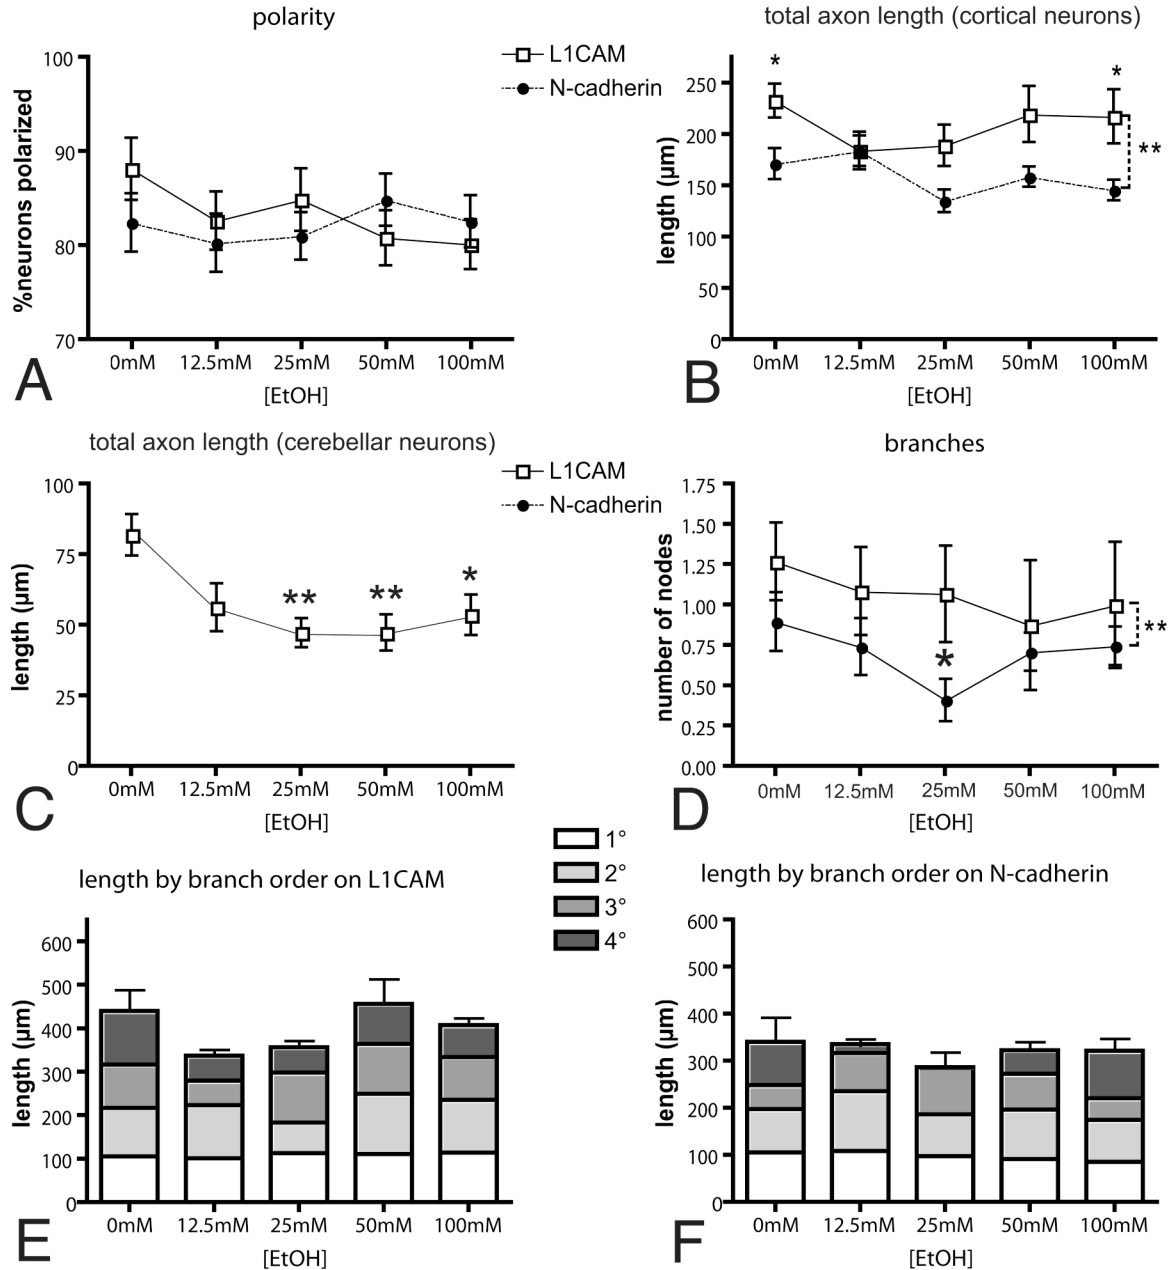 polarity
L1CAM
N-cadherin
%neurons polarized
100
90
80
70
0mM 12.5mM 25mM 50mM 100mM
[EtOH]
A
total axon length (cortical neurons)
length (µm)
250
200
150
100
50
0
*
*
**
0mM 12.5mM 25mM 50mM 100mM
[EtOH]
B
total axon length (cerebellar neurons)
L1CAM
N-cadherin
length (µm)
100
75
50
25
0
** ** *
0mM 12.5mM 25mM 50mM 100mM
[EtOH]
C
branches
number of nodes
1.75
1.50
1.25
1.00
0.75
0.50
0.25
0.00
*
**
0mM 12.5mM 25mM 50mM 100mM
[EtOH]
D
1°
2°
3°
4°
length by branch order on L1CAM
length (µm)
600
500
400
300
200
100
0
0mM 12.5mM 25mM 50mM 100mM
[EtOH]
E
length by branch order on N-cadherin
length (µm)
600
500
400
300
200
100
0
0mM 12.5mM 25mM 50mM 100mM
[EtOH]
F